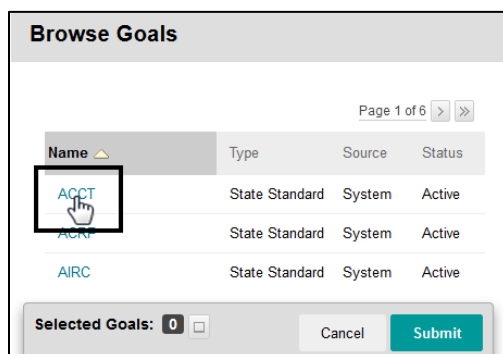 Browse Goals
Page 1 of 6 > >>
Name Type Source Status
ACCT State Standard System Active
ACRP State Standard System Active
AIRC State Standard System Active
Selected Goals: 0 Cancel Submit